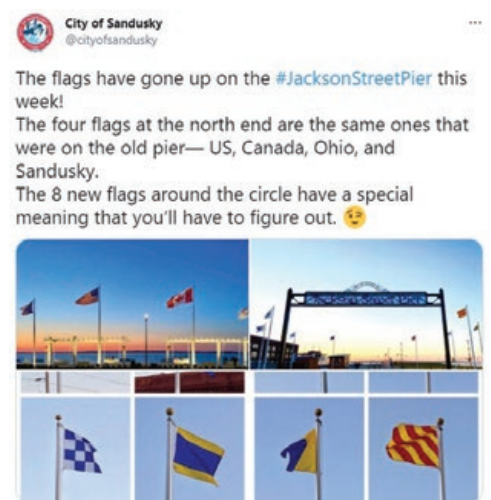 City of Sandusky
@cityofsandusky
The flags have gone up on the #JacksonStreetPier this
week!
The four flags at the north end are the same ones that
were on the old pier— US, Canada, Ohio, and
Sandusky.
The 8 new flags around the circle have a special
meaning that you'll have to figure out. 😉